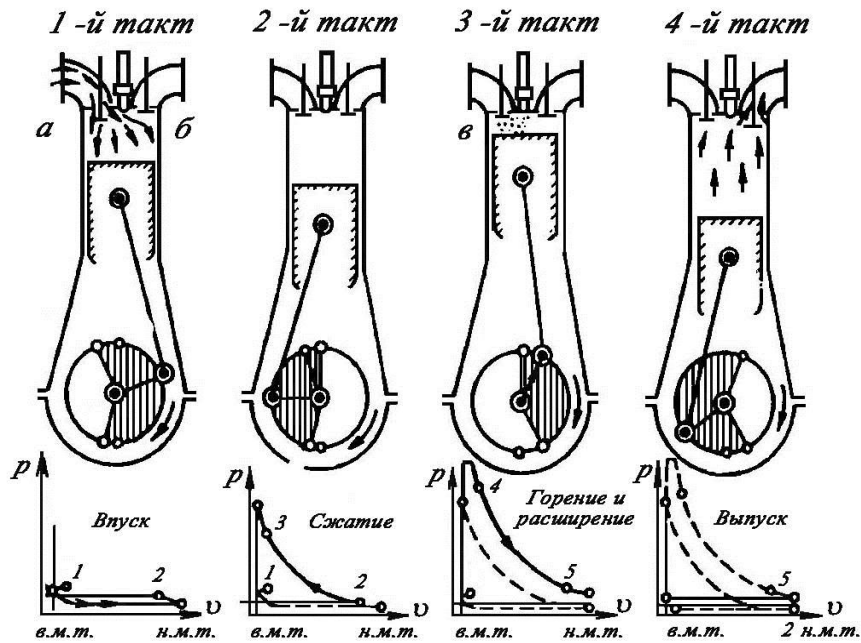 1 -й такт 2 -й такт 3 -й такт 4 -й такт
а б в
p p p p
Впуск
1 2
Сжатие
3 1 2
Горение и
расширение
4 5
Выпуск
5 2
υ υ υ υ
в.м.т. н.м.т. в.м.т. н.м.т. в.м.т. н.м.т. в.м.т. н.м.т.